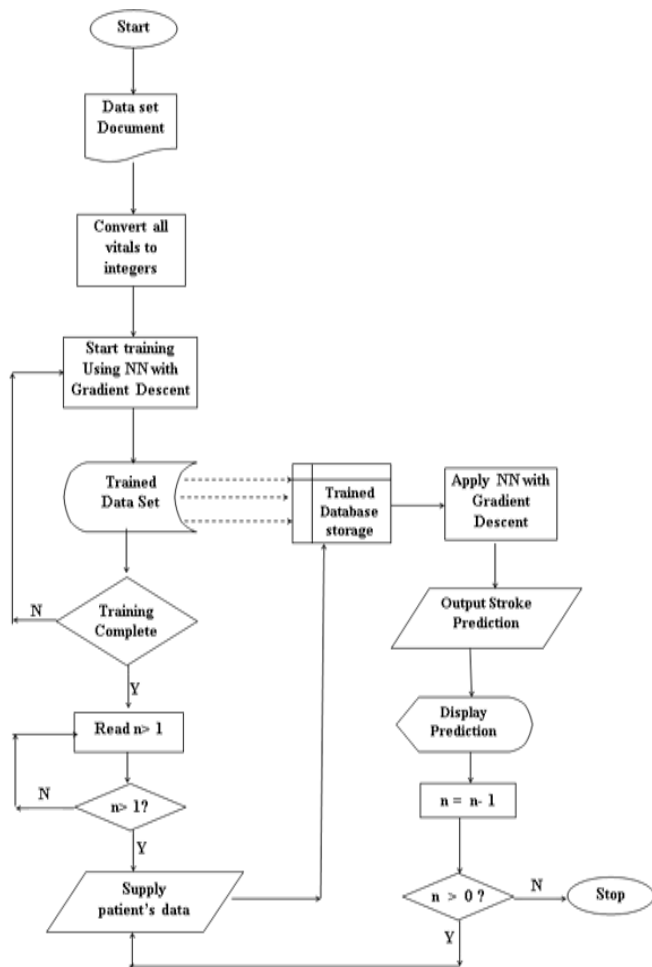 Start
Data set
Document
Convert all
vitals to
integers
Start training
Using NN with
Gradient Descent
Trained
Data Set
Trained
Database
storage
Apply NN with
Gradient
Descent
N
Training
Complete
Y
Output Stroke
Prediction
Read n> 1
Display
Prediction
N
n> 1?
Y
n = n- 1
Supply
patient's data
n > 0 ?
N
Stop
Y